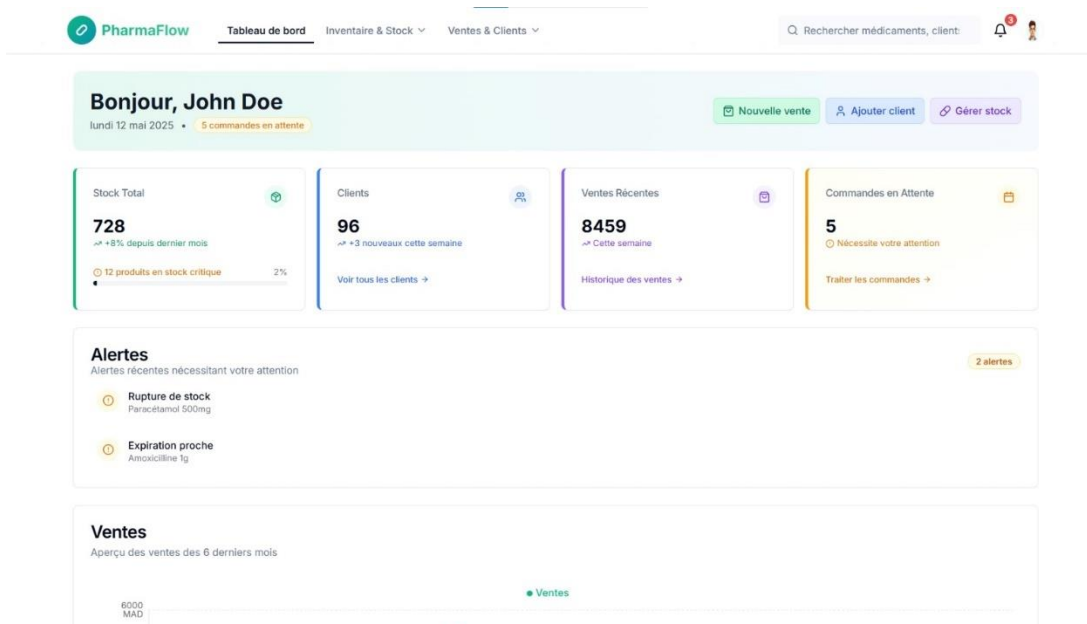 PharmaFlow
Tableau de bord
Inventaire & Stock
Ventes & Clients
Rechercher médicaments, client:
3
Bonjour, John Doe
lundi 12 mai 2025 • 5 commandes en attente
Nouvelle vente
Ajouter client
Gérer stock
Stock Total
728
+8% depuis dernier mois
12 produits en stock critique 2%
Clients
96
+3 nouveaux cette semaine
Voir tous les clients →
Ventes Récentes
8459
Cette semaine
Historique des ventes →
Commandes en Attente
5
Nécessite votre attention
Traiter les commandes →
Alertes
Alertes récentes nécessitant votre attention
2 alertes
Rupture de stock
Paracétamol 500mg
Expiration proche
Amoxicilline 1g
Ventes
Aperçu des ventes des 6 derniers mois
Ventes
6000
MAD